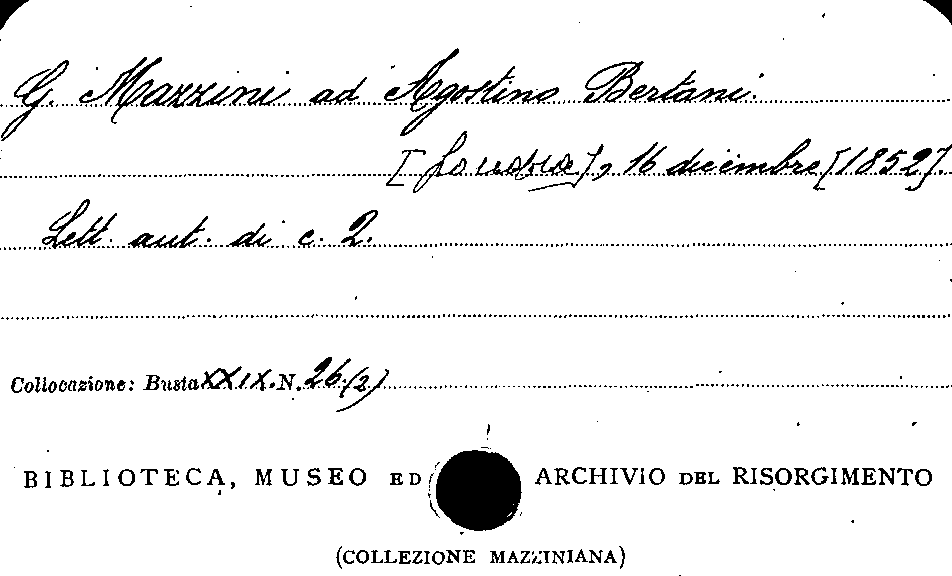 G. Mazzini ad Agostino Bertani.
[Londra], 16 dicembre [1852].
Lett. aut. di c. 2.
Collocazione: Busta XXIX. N. 26.(2)
BIBLIOTECA, MUSEO ED ARCHIVIO DEL RISORGIMENTO
(COLLEZIONE MAZZINIANA)